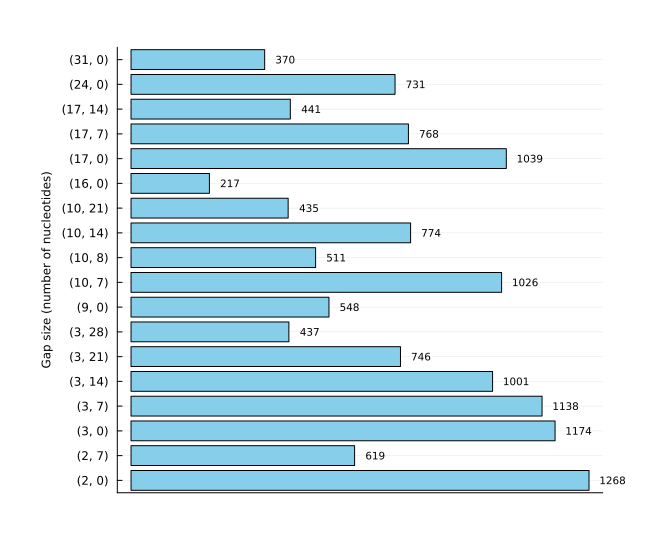 Gap size (number of nucleotides)
(31, 0) 370
(24, 0) 731
(17, 14) 441
(17, 7) 768
(17, 0) 1039
(16, 0) 217
(10, 21) 435
(10, 14) 774
(10, 8) 511
(10, 7) 1026
(9, 0) 548
(3, 28) 437
(3, 21) 746
(3, 14) 1001
(3, 7) 1138
(3, 0) 1174
(2, 7) 619
(2, 0) 1268